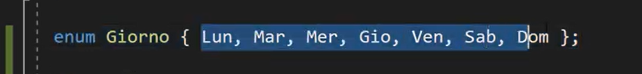 enum Giorno { Lun, Mar, Mer, Gio, Ven, Sab, Dom };